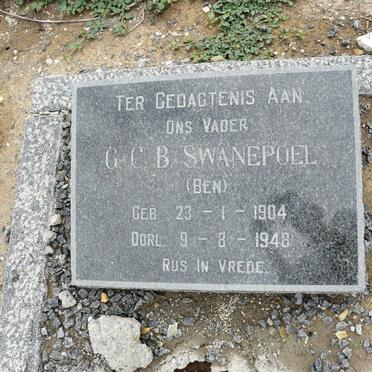 TER GEDAGTENIS AAN
ONS VADER
G. C. B. SWANEPOEL
(BEN)
GEB. 23 - 1 - 1904
OORL. 9 - 8 - 1948
RUS IN VREDE.